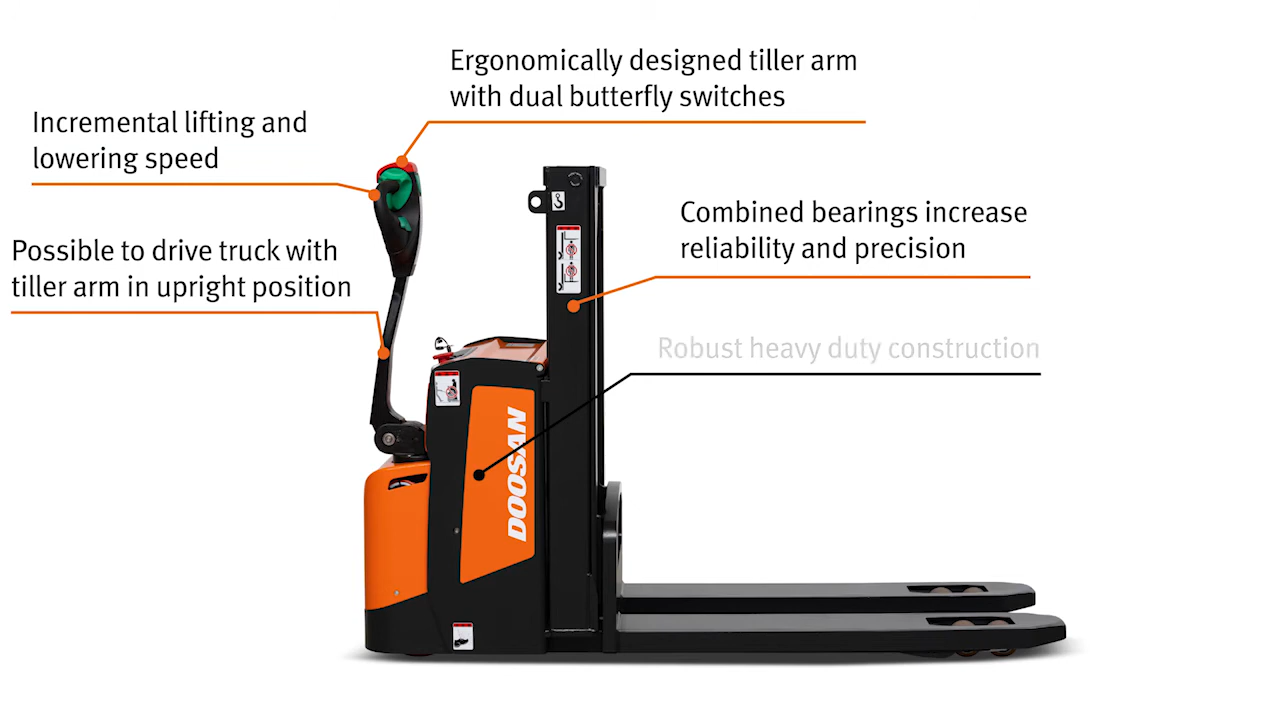 Ergonomically designed tiller arm
with dual butterfly switches
Incremental lifting and
lowering speed
Combined bearings increase
reliability and precision
Possible to drive truck with
tiller arm in upright position
Robust heavy duty construction
DOOSAN